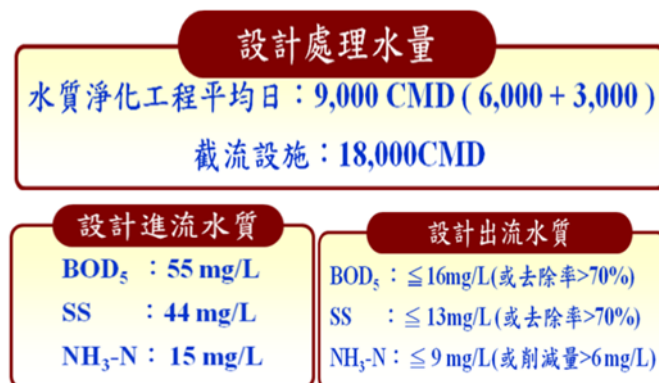 設計處理水量
水質淨化工程平均日：9,000 CMD ( 6,000 + 3,000 )
截流設施：18,000CMD
設計進流水質
BOD₅ ：55 mg/L
SS ：44 mg/L
NH₃-N：15 mg/L
設計出流水質
BOD₅：≦16mg/L(或去除率>70%)
SS ：≦13mg/L(或去除率>70%)
NH₃-N：≦9 mg/L(或削減量>6 mg/L)